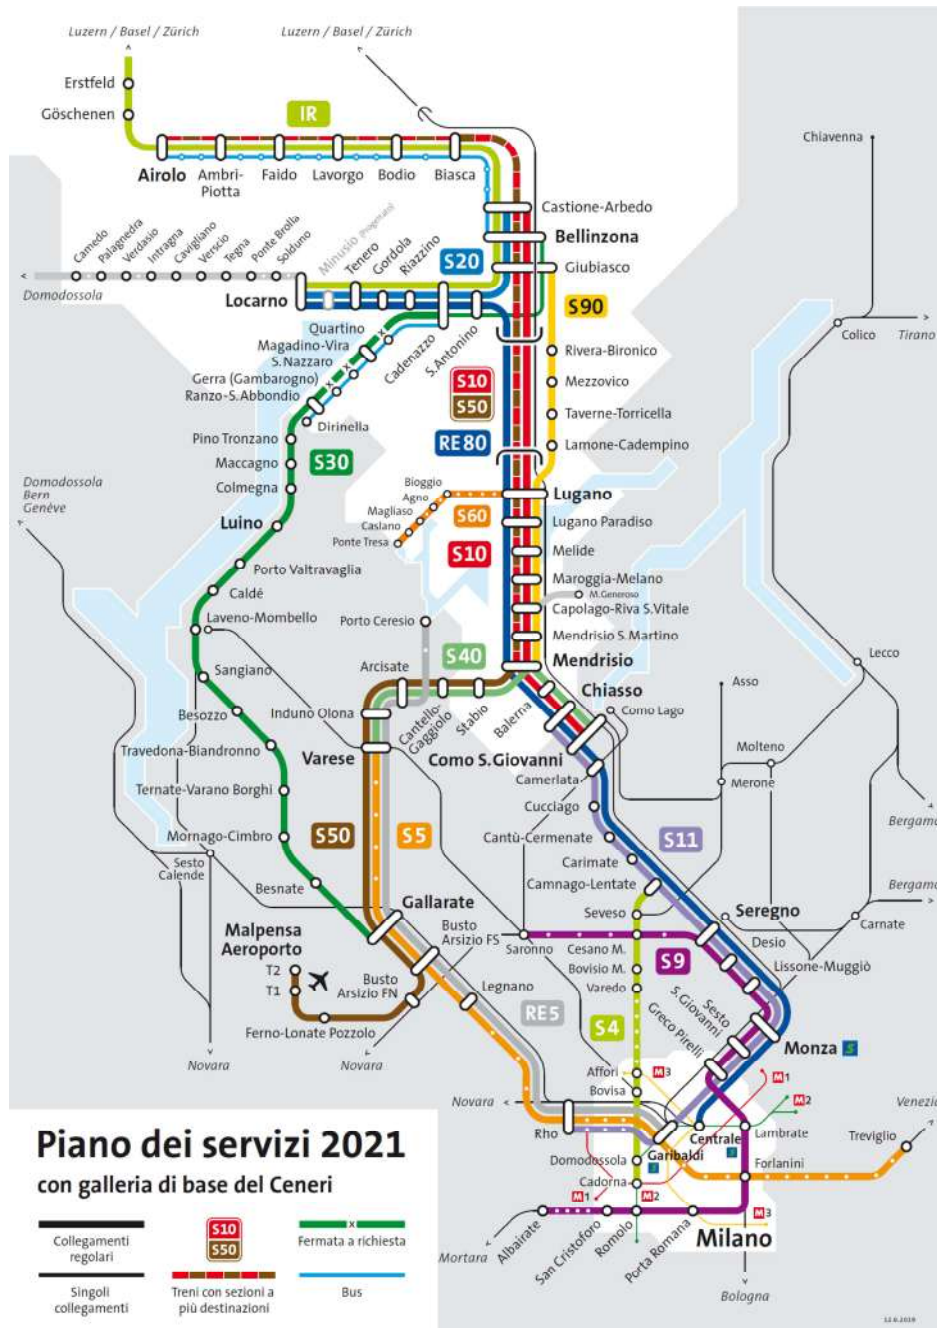 Luzern / Basel / Zürich
Luzern / Basel / Zürich
Erstfeld
Göschenen
IR
Chiavenna
Airolo
Ambrì-
Piotta
Faido
Lavorgo
Bodio
Biasca
Castione-Arbedo
Bellinzona
Giubiasco
Camedo
Palagnedra
Verdasio
Intragna
Cavigliano
Verscio
Tegna
Ponte Brolla
Solduno
Minusio (Progettari)
Tenero
Gordola
Riazzino
S20
Domodossola
Locarno
S90
Quartino
Magadino-Vira
S. Nazzaro
Gerra (Gambarogno)
Ranzo-S. Abbondio
Cadenazzo
S. Antonino
Colico
Tirano
Rivera-Bironico
Mezzovico
Taverne-Torricella
Lamone-Cadempino
S10
S50
RE80
Dirinella
Pino Tronzano
Maccagno
S30
Colmegna
Domodossola
Bern
Genève
Luino
Bioggio
Agno
Magliaso
Caslano
Ponte Tresa
S60
Lugano
Lugano Paradiso
S10
Melide
Maroggia-Melano
M. Generoso
Capolago-Riva S.Vitale
Mendrisio S. Martino
Mendrisio
Porto Valtravaglia
Caldé
Laveno-Mombello
Porto Ceresio
S40
Arcisate
Sangiano
Besozzo
Induno Olona
Cantello-
Gaggiolo
Stabio
Balerna
Chiasso
Como Lago
Asso
Lecco
Travedona-Biandronno
Varese
Como S. Giovanni
Camerlata
Molteno
Merone
Ternate-Varano Borghi
Cucciago
Mornago-Cimbro
S50
S5
Cantù-Cermenate
S11
Bergamo
Sesto
Calende
Carimate
Besnate
Camnago-Lentate
Bergamo
Gallarate
Seveso
Seregno
Carnate
Malpensa
Aeroporto
Busto
Arsizio FS
Saronno
Cesano M.
S9
Desio
Lissone-Muggiò
T2
T1
Busto
Arsizio FN
Legnano
Bovisio M.
Varedo
Sesto
S. Giovanni
Greco Pirelli
RE5
S4
Ferno-Lonate Pozzolo
Monza S
Novara
Novara
Affori
M3
M1
Bovisa
M2
Novara
Venezia
Rho
Centrale
S
Lambrate
Treviglio
Domodossola
Garibaldi
S
Forlanini
Cadorna
M1
M2
M3
Milano
Mortara
Albairate
San Cristoforo
Romolo
Porta Romana
Bologna
Piano dei servizi 2021
con galleria di base del Ceneri
Collegamenti
regolari
S10
S50
Fermata a richiesta
Singoli
collegamenti
Treni con sezioni a
più destinazioni
Bus
12.6.2019